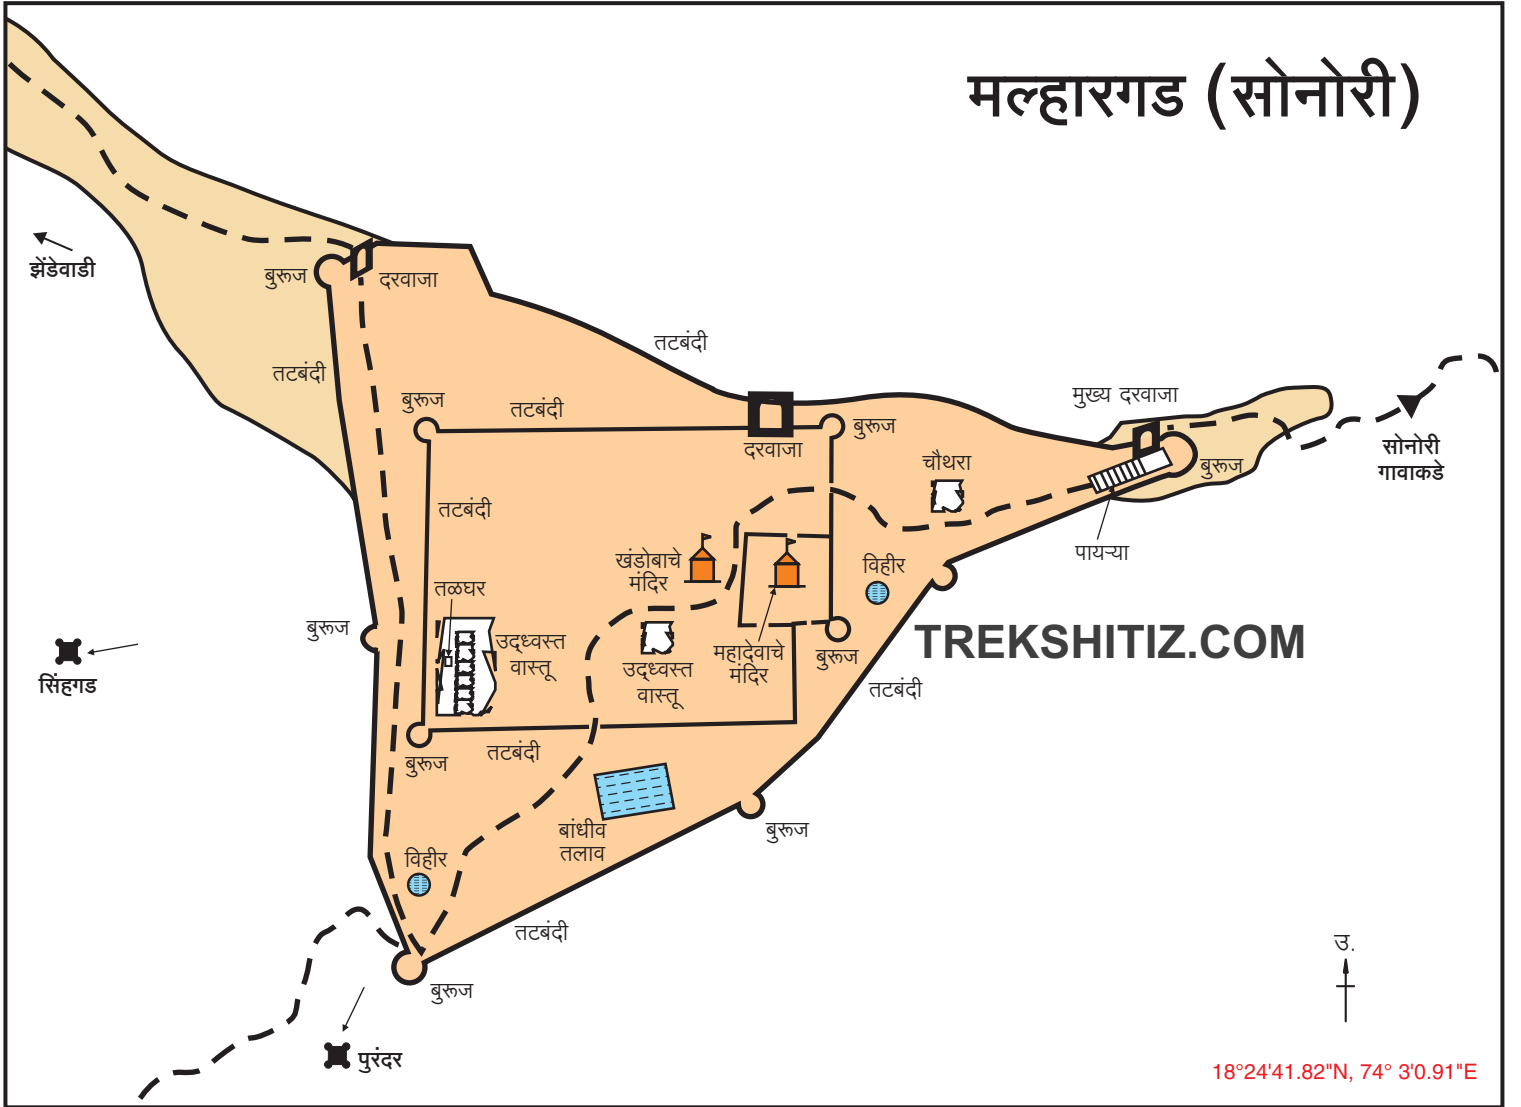 मल्हारगड (सोनोरी)
झेंडेवाडी
बुरूज
दरवाजा
तटबंदी
तटबंदी
बुरूज
तटबंदी
दरवाजा
बुरूज
मुख्य दरवाजा
चौथरा
बुरूज
सोनोरी
गावाकडे
तटबंदी
पायऱ्या
खंडोबाचे
मंदिर
विहीर
तळघर
बुरूज
उद्ध्वस्त
वास्तू
उद्ध्वस्त
वास्तू
महादेवाचे
मंदिर
बुरूज
TREKSHITIZ.COM
सिंहगड
तटबंदी
बुरूज
तटबंदी
बांधीव
तलाव
बुरूज
विहीर
तटबंदी
बुरूज
पुरंदर
उ.
18°24'41.82"N, 74° 3'0.91"E